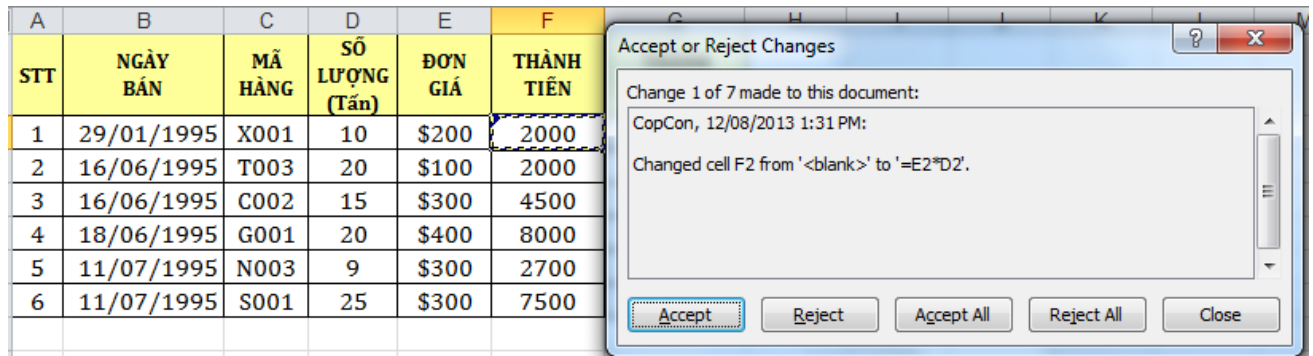 A B C D E F G H I J K L M
STT NGÀY BÁN MÃ HÀNG SỐ LƯỢNG (Tấn) ĐƠN GIÁ THÀNH TIỀN
1 29/01/1995 X001 10 $200 2000
2 16/06/1995 T003 20 $100 2000
3 16/06/1995 C002 15 $300 4500
4 18/06/1995 G001 20 $400 8000
5 11/07/1995 N003 9 $300 2700
6 11/07/1995 S001 25 $300 7500
Accept or Reject Changes
Change 1 of 7 made to this document:
CopCon, 12/08/2013 1:31 PM:
Changed cell F2 from '<blank>' to '=E2*D2'.
Accept Reject Accept All Reject All Close